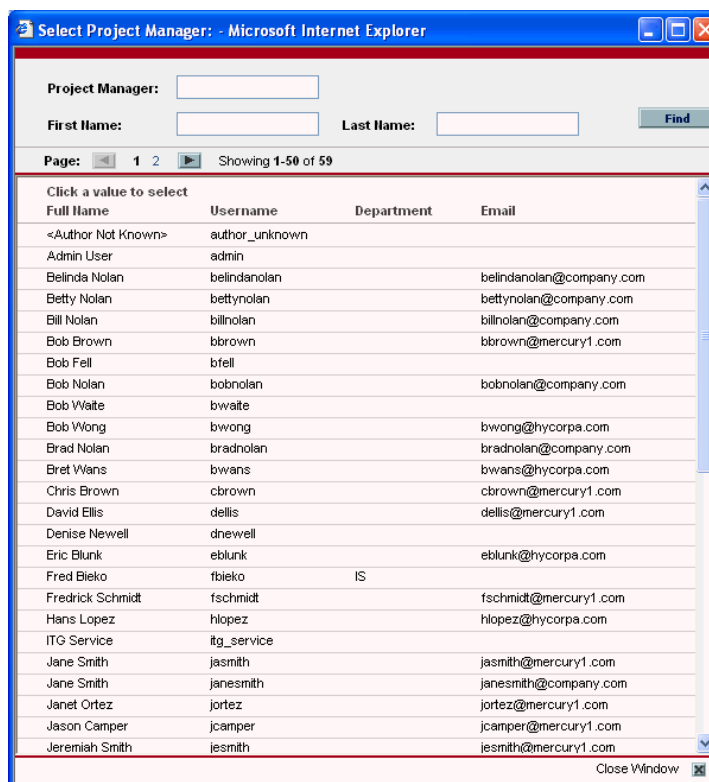 Select Project Manager: - Microsoft Internet Explorer
Project Manager:
First Name: Last Name: Find
Page: 1 2 Showing 1-50 of 59
Click a value to select
Full Name Username Department Email
<Author Not Known> author_unknown
Admin User admin
Belinda Nolan belindanolan belindanolan@company.com
Betty Nolan bettynolan bettynolan@company.com
Bill Nolan billnolan billnolan@company.com
Bob Brown bbrown bbrown@mercury1.com
Bob Fell bfell
Bob Nolan bobnolan bobnolan@company.com
Bob Waite bwaite
Bob Wong bwong bwong@hycorpa.com
Brad Nolan bradnolan bradnolan@company.com
Bret Wans bwans bwans@hycorpa.com
Chris Brown cbrown cbrown@mercury1.com
David Ellis dellis dellis@mercury1.com
Denise Newell dnewell
Eric Blunk eblunk eblunk@hycorpa.com
Fred Bieko fbieko IS
Fredrick Schmidt fschmidt fschmidt@mercury1.com
Hans Lopez hlopez hlopez@hycorpa.com
ITG Service itg_service
Jane Smith jasmith jasmith@mercury1.com
Jane Smith janesmith janesmith@company.com
Janet Ortez jortez jortez@mercury1.com
Jason Camper jcamper jcamper@mercury1.com
Jeremiah Smith jesmith jesmith@mercury1.com
Close Window